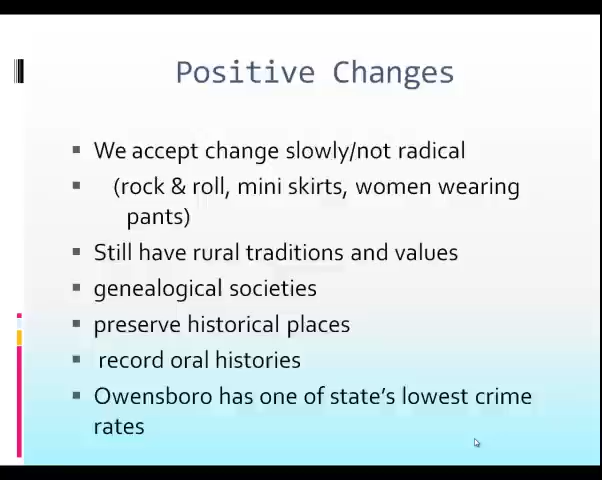 Positive Changes
We accept change slowly/not radical
(rock & roll, mini skirts, women wearing
pants)
Still have rural traditions and values
genealogical societies
preserve historical places
record oral histories
Owensboro has one of state's lowest crime
rates